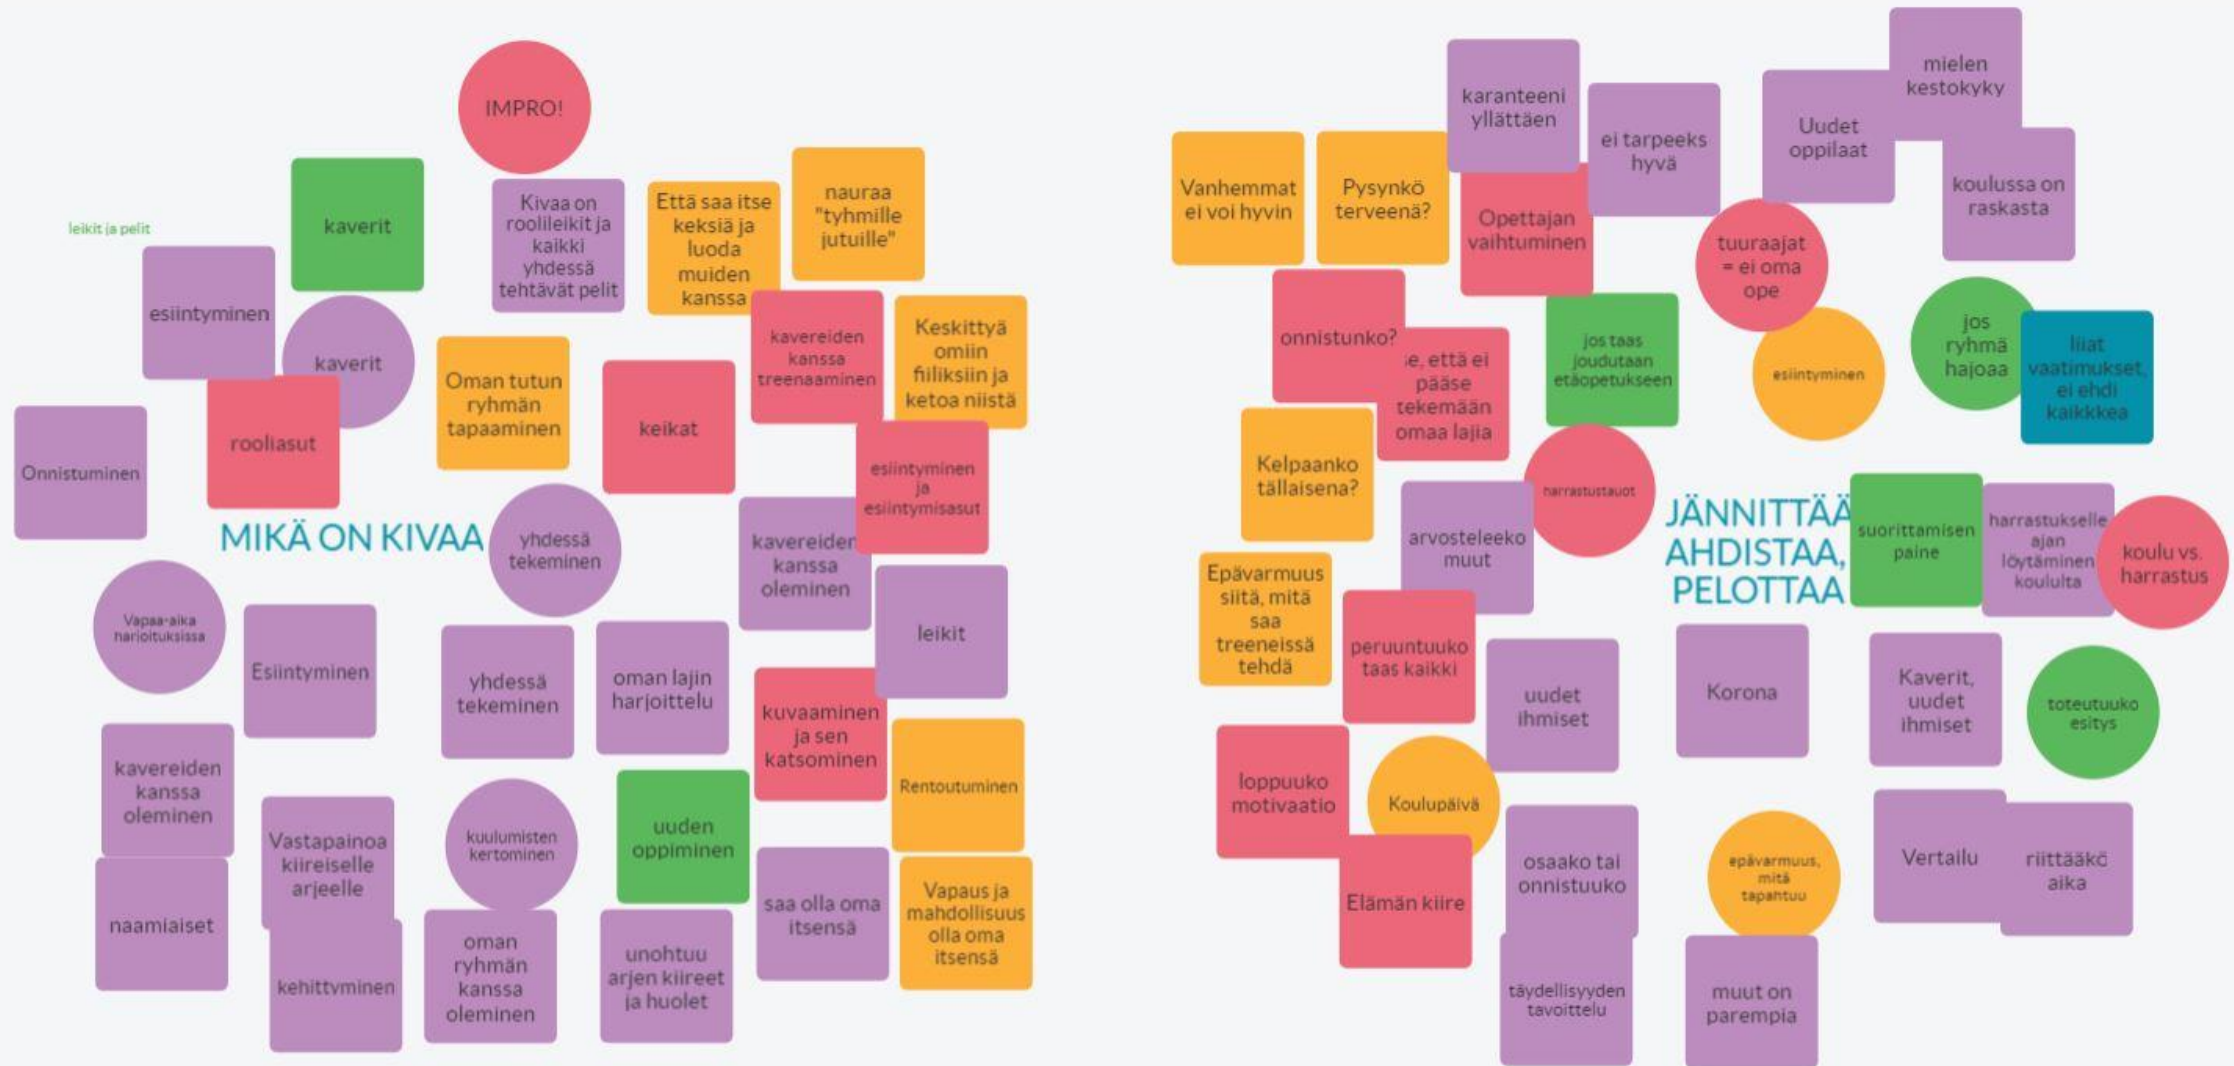 IMPRO!
kaverit
leikit ja pelit
Kivaa on
roolileikit ja
kaikki
yhdessä
tehtävät pelit
Että saa itse
keksiä ja
luoda
muiden
kanssa
nauraa
"tyhmille
jutuille"
esiintyminen
kaverit
rooliasut
Oman tutun
ryhmän
tapaaminen
keikat
kavereiden
kanssa
treenaaminen
Keskittyä
omiin
fiiliksiin ja
ketoa niistä
Onnistuminen
MIKÄ ON KIVAA
yhdessä
tekeminen
kavereiden
kanssa
oleminen
esiintyminen
ja
esiintymisasut
Vapaa-aika
harjoituksissa
Esiintyminen
yhdessä
tekeminen
oman lajin
harjoittelu
leikit
kuvaaminen
ja sen
katsominen
kavereiden
kanssa
oleminen
Vastapainoa
kiireiselle
arjeelle
kuulumisten
kertominen
uuden
oppiminen
Rentoutuminen
naamiaiset
kehittyminen
oman
ryhmän
kanssa
oleminen
unohtuu
arjen kiireet
ja huolet
saa olla oma
itsensä
Vapaus ja
mahdollisuus
olla oma
itsensä
Vanhemmat
ei voi hyvin
Pysynkö
terveenä?
karanteeni
yllättäen
Opettajan
vaihtuminen
ei tarpeeks
hyvä
Uudet
oppilaat
mielen
kestokyky
koulussa on
raskasta
tuuraajat
= ei oma
ope
onnistunko?
se, että ei
pääse
tekemään
omaa lajia
jos taas
joudutaan
etäopetukseen
esiintyminen
jos
ryhmä
hajoaa
liiat
vaatimukset,
ei ehdi
kaikkkea
Kelpaanko
tällaisena?
arvosteleeko
muut
harrastustauot
JÄNNITTÄÄ
AHDISTAA,
PELOTTAA
suorittamisen
paine
harrastukselle
ajan
löytäminen
koululta
koulu vs.
harrastus
Epävarmuus
siitä, mitä
saa
treeneissä
tehdä
peruuntuuko
taas kaikki
uudet
ihmiset
Korona
Kaverit,
uudet
ihmiset
toteutuuko
esitys
loppuuko
motivaatio
Koulupäivä
Elämän kiire
osaako tai
onnistuuko
epävarmuus,
mitä
tapahtuu
Vertailu
riittääkö
aika
täydellisyyden
tavoittelu
muut on
parempia